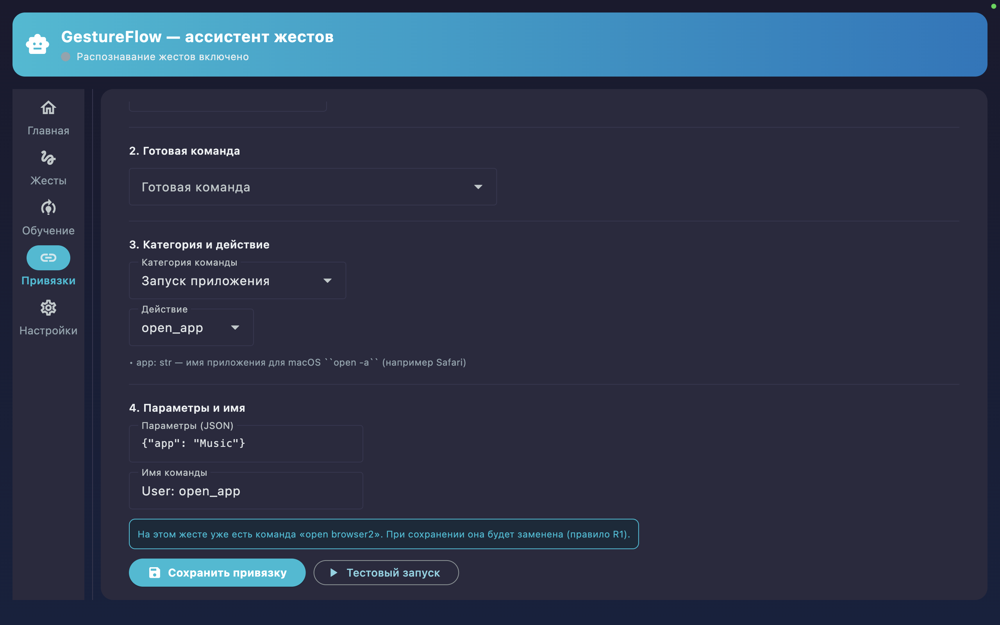 GestureFlow — ассистент жестов
Распознавание жестов включено
Главная
Жесты
Обучение
Привязки
Настройки
2. Готовая команда
Готовая команда
3. Категория и действие
Категория команды
Запуск приложения
Действие
open_app
• app: str — имя приложения для macOS ``open -a`` (например Safari)
4. Параметры и имя
Параметры (JSON)
{"app": "Music"}
Имя команды
User: open_app
На этом жесте уже есть команда «open browser2». При сохранении она будет заменена (правило R1).
Сохранить привязку
Тестовый запуск